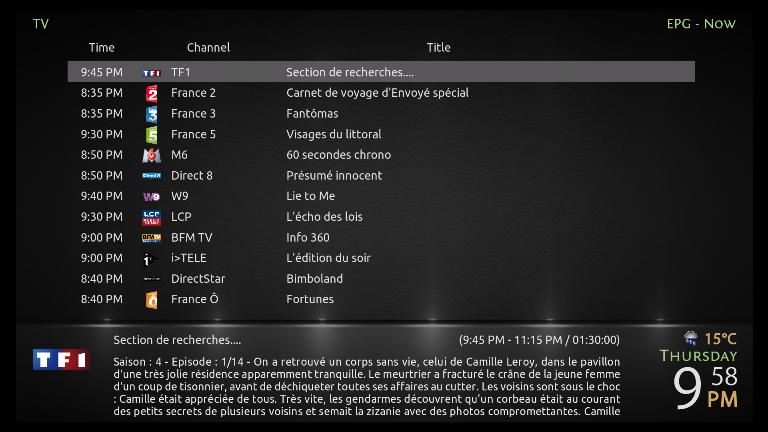 TV
EPG - Now
Time Channel Title
9:45 PM TF1 TF1 Section de recherches....
8:35 PM 2 France 2 Carnet de voyage d'Envoyé spécial
8:35 PM 3 France 3 Fantômas
9:30 PM 5 France 5 Visages du littoral
8:50 PM M6 60 secondes chrono
8:50 PM Direct 8 Présumé innocent
9:40 PM W9 W9 Lie to Me
9:30 PM LCP LCP L'écho des lois
9:00 PM BFM TV BFM TV Info 360
9:00 PM i> i>TELE L'édition du soir
8:40 PM DirectStar Bimboland
8:40 PM ô France Ô Fortunes
Section de recherches.... (9:45 PM - 11:15 PM / 01:30:00)
TF1
Saison : 4 - Episode : 1/14 - On a retrouvé un corps sans vie, celui de Camille Leroy, dans le pavillon
d'une très jolie résidence apparemment tranquille. Le meurtrier a fracturé le crâne de la jeune femme
d'un coup de tisonnier, avant de déchiqueter toutes ses affaires au cutter. Les voisins sont sous le choc
: Camille était appréciée de tous. Très vite, les gendarmes découvrent qu'un corbeau était au courant
des petits secrets de plusieurs voisins et semait la zizanie avec des photos compromettantes. Camille
15°C
Thursday
9 58
PM